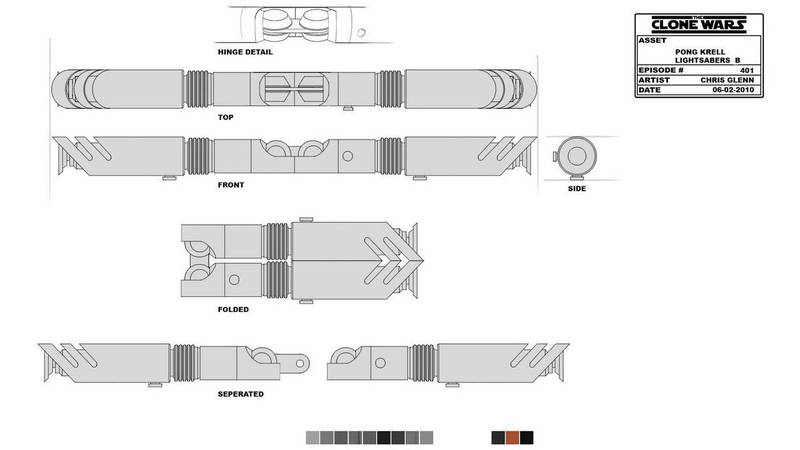 HINGE DETAIL
THE
CLONE WARS
ASSET
PONG KRELL
LIGHTSABERS B
EPISODE # 401
ARTIST CHRIS GLENN
DATE 06-02-2010
TOP
FRONT
SIDE
FOLDED
SEPERATED